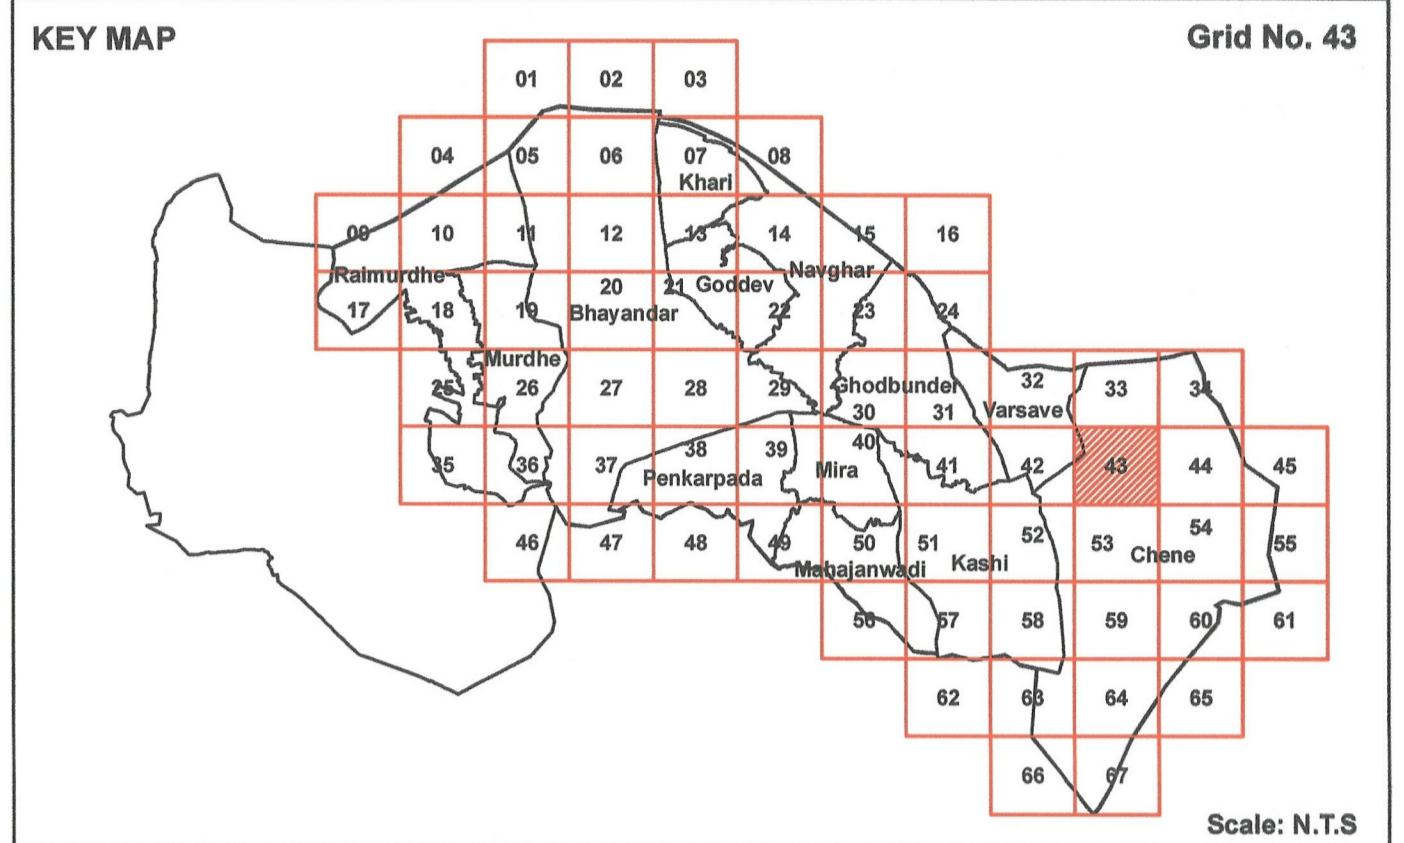 KEY MAP
Grid No. 43
01 02 03
04 05 06 07 08
Khari
09 10 11 12 13 14 15 16
Raimurdhe Goddev Navghar
17 18 19 20 21 22 23 24
Bhayandar
Murdhe
25 26 27 28 29 30 31 32 33 34
Ghodbunder
Varsave
35 36 37 38 39 40 41 42 43 44 45
Penkarpada Mira
46 47 48 49 50 51 52 53 54 55
Mahajanwadi Kashi Chene
56 57 58 59 60 61
62 63 64 65
66 67
Scale: N.T.S